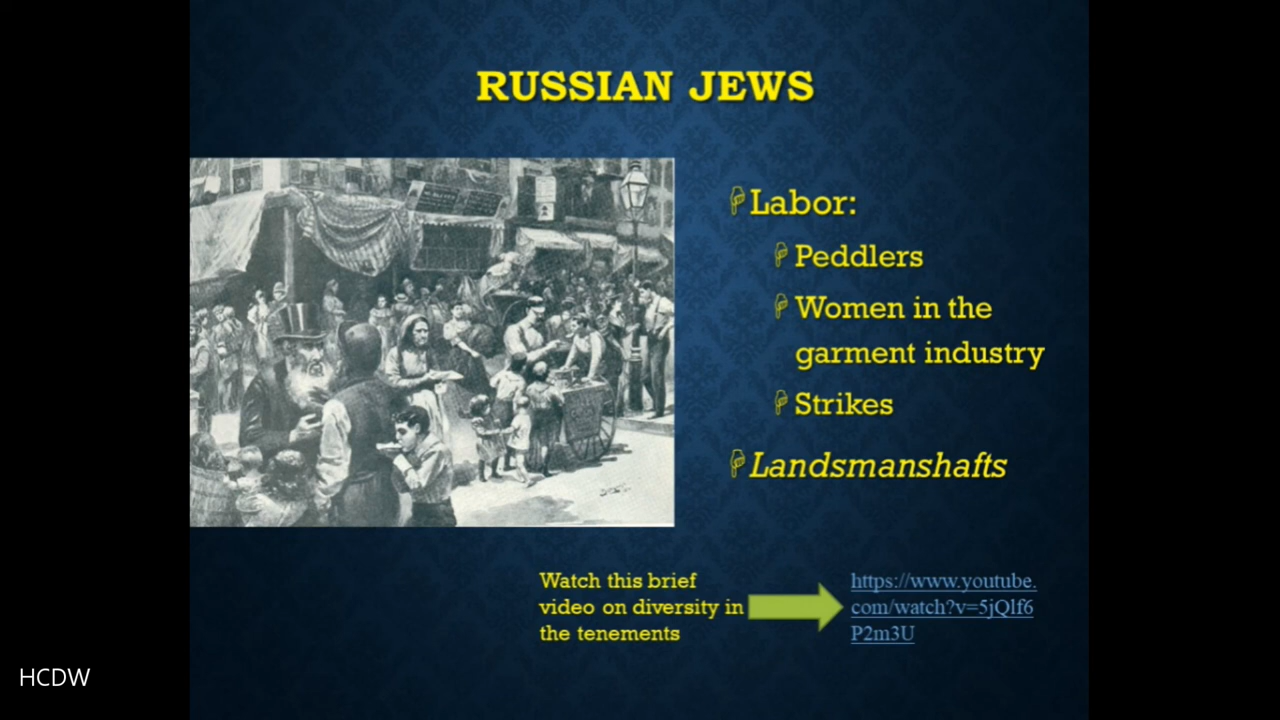 RUSSIAN JEWS
Labor:
Peddlers
Women in the
garment industry
Strikes
Landsmanshafts
Watch this brief
video on diversity in
the tenements
https://www.youtube.
com/watch?v=5jQlf6
P2m3U
HCDW